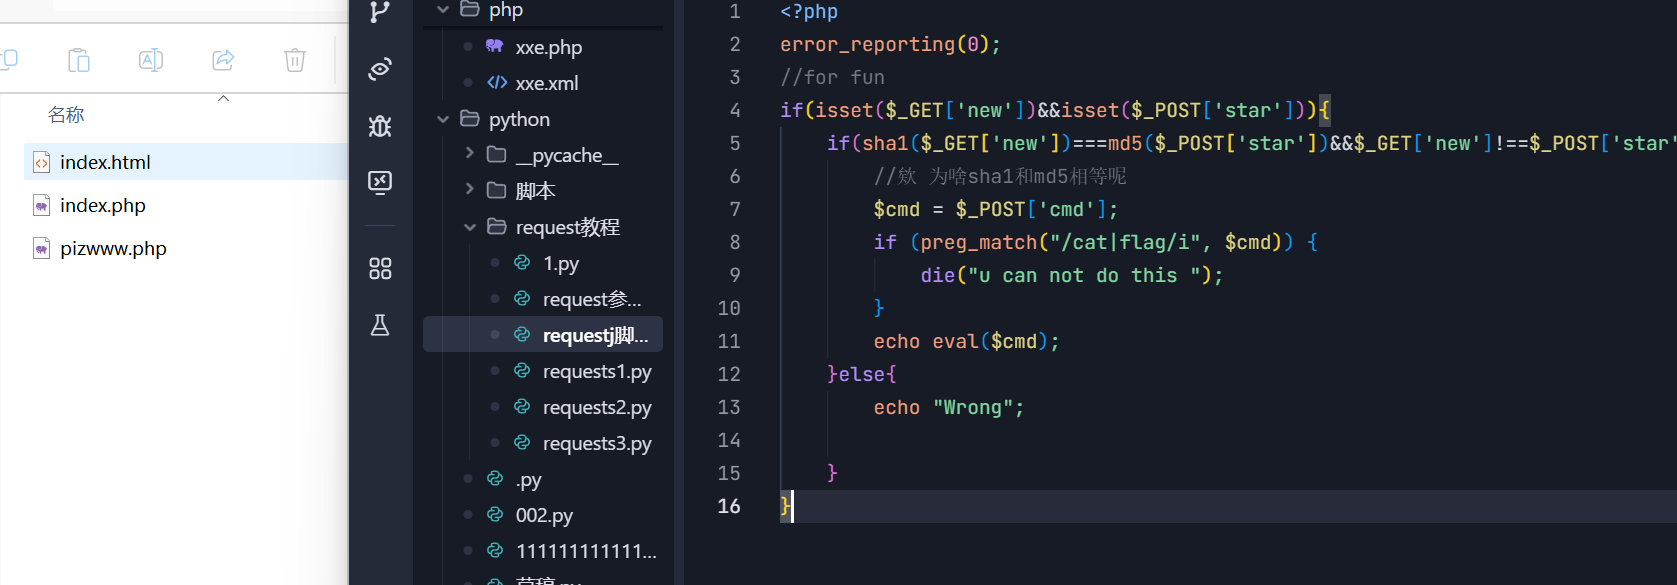 名称
index.html
index.php
pizwww.php
php
xxe.php
xxe.xml
python
__pycache__
脚本
request教程
1.py
request参...
requestj脚...
requests1.py
requests2.py
requests3.py
.py
002.py
111111111111...
草稿.py
1 <?php
2 error_reporting(0);
3 //for fun
4 if(isset($_GET['new'])&&isset($_POST['star'])){
5 if(sha1($_GET['new'])===md5($_POST['star'])&&$_GET['new']!==$_POST['star'
6 //欸 为啥sha1和md5相等呢
7 $cmd = $_POST['cmd'];
8 if (preg_match("/cat|flag/i", $cmd)) {
9 die("u can not do this ");
10 }
11 echo eval($cmd);
12 }else{
13 echo "Wrong";
14
15 }
16 }